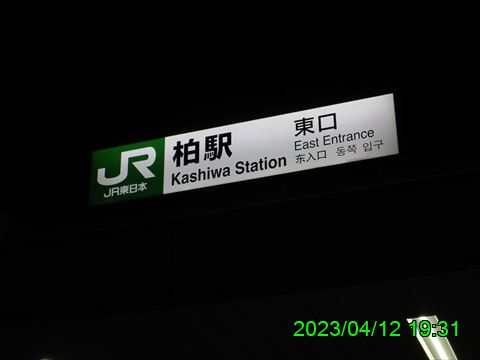 JR
JR東日本
柏駅
Kashiwa Station
東口
East Entrance
东入口 동쪽 입구
2023/04/12 19:31